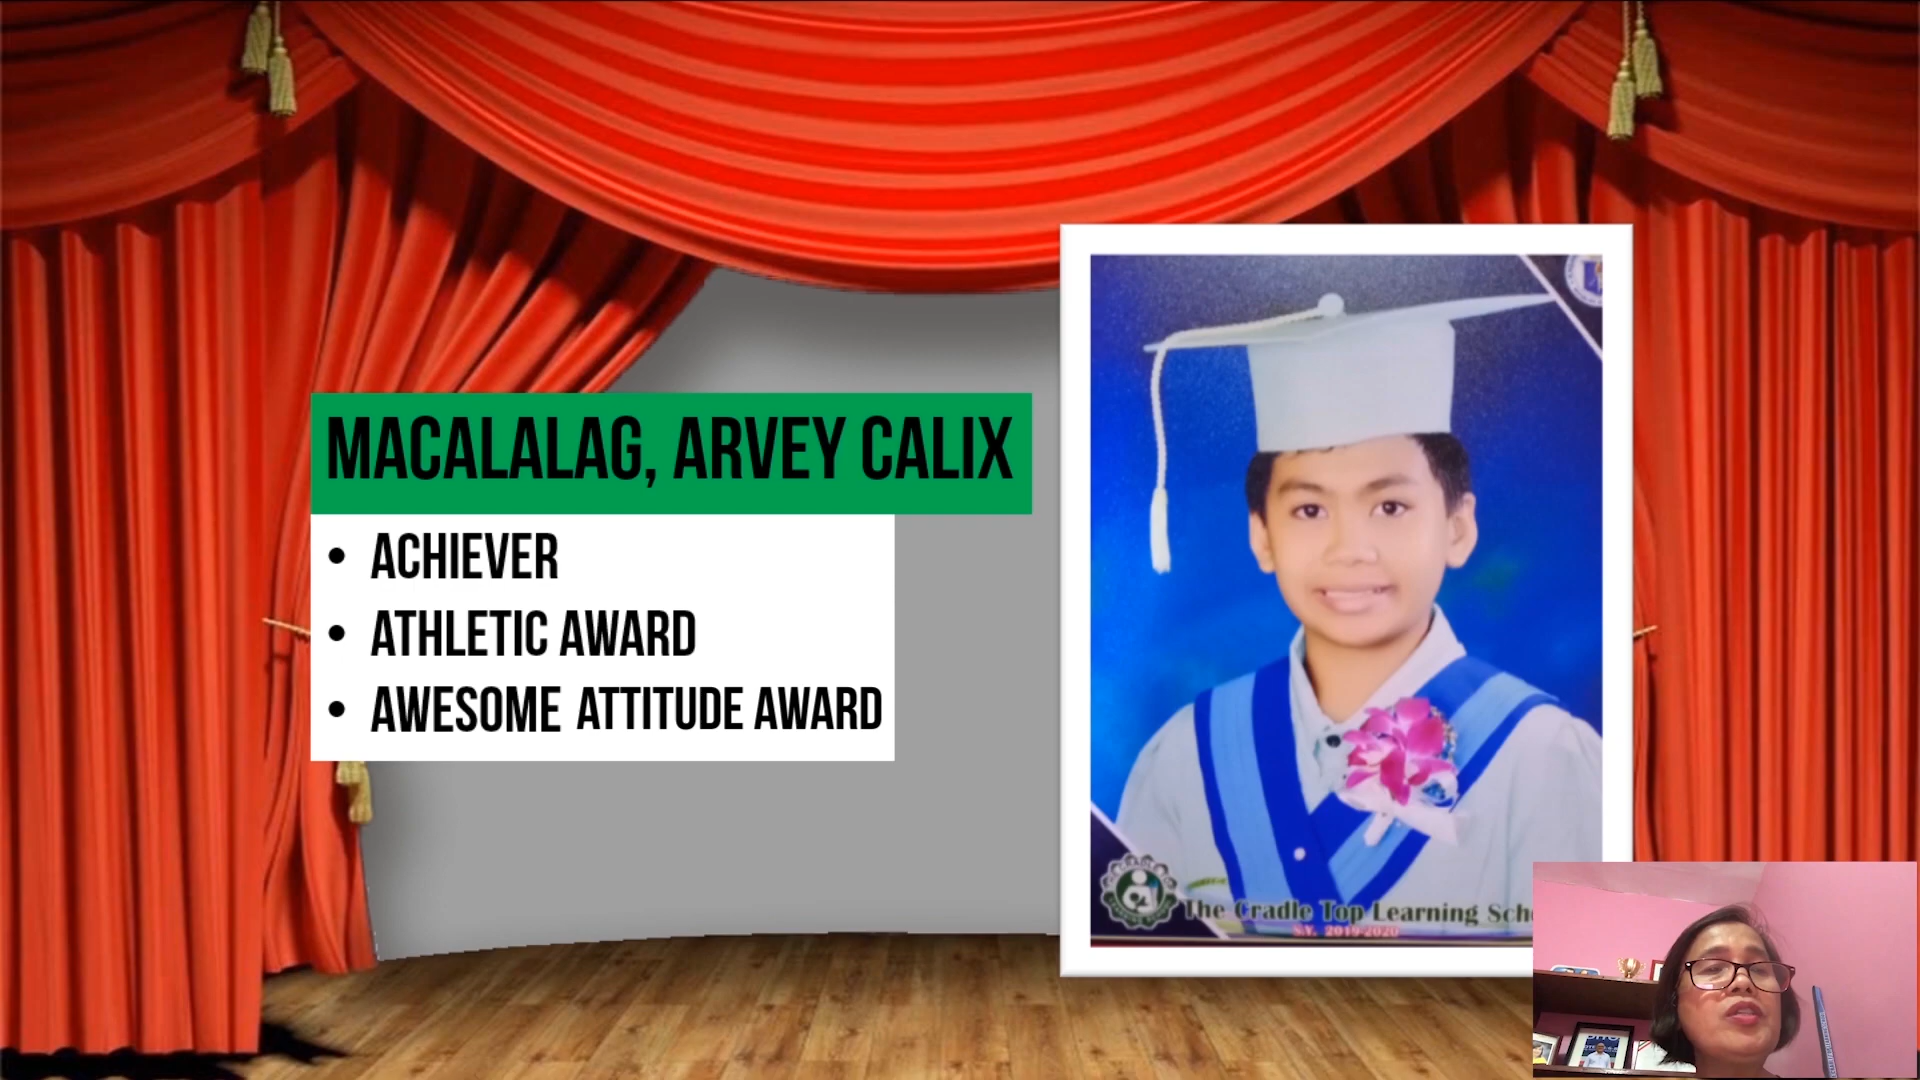 MACALALAG, ARVEY CALIX
• ACHIEVER
• ATHLETIC AWARD
• AWESOME ATTITUDE AWARD
The Cradle Top Learning Sch
S.Y. 2019-2020